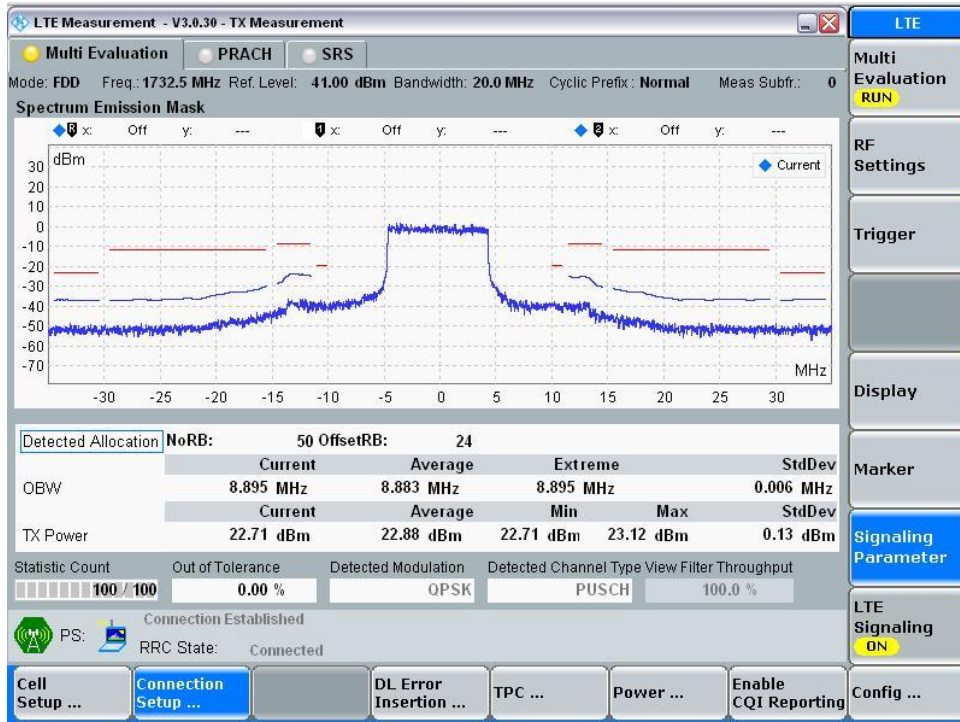 LTE Measurement - V3.0.30 - TX Measurement
LTE
Multi Evaluation PRACH SRS
Multi Evaluation RUN
Mode: FDD Freq.: 1732.5 MHz Ref. Level: 41.00 dBm Bandwidth: 20.0 MHz Cyclic Prefix: Normal Meas Subfr.: 0
Spectrum Emission Mask
R x: Off y: --- 1 x: Off y: --- 2 x: Off y: ---
dBm
Current
30
20
10
0
-10
-20
-30
-40
-50
-60
-70
MHz
-30 -25 -20 -15 -10 -5 0 5 10 15 20 25 30
RF Settings
Trigger
Display
Marker
Signaling Parameter
LTE Signaling ON
Detected Allocation NoRB: 50 OffsetRB: 24
Current Average Extreme StdDev
OBW 8.895 MHz 8.883 MHz 8.895 MHz 0.006 MHz
Current Average Min Max StdDev
TX Power 22.71 dBm 22.88 dBm 22.71 dBm 23.12 dBm 0.13 dBm
Statistic Count Out of Tolerance Detected Modulation Detected Channel Type View Filter Throughput
100 / 100 0.00 % QPSK PUSCH 100.0 %
PS: Connection Established
RRC State: Connected
Cell Setup ... Connection Setup ... DL Error Insertion ... TPC ... Power ... Enable CQI Reporting Config ...